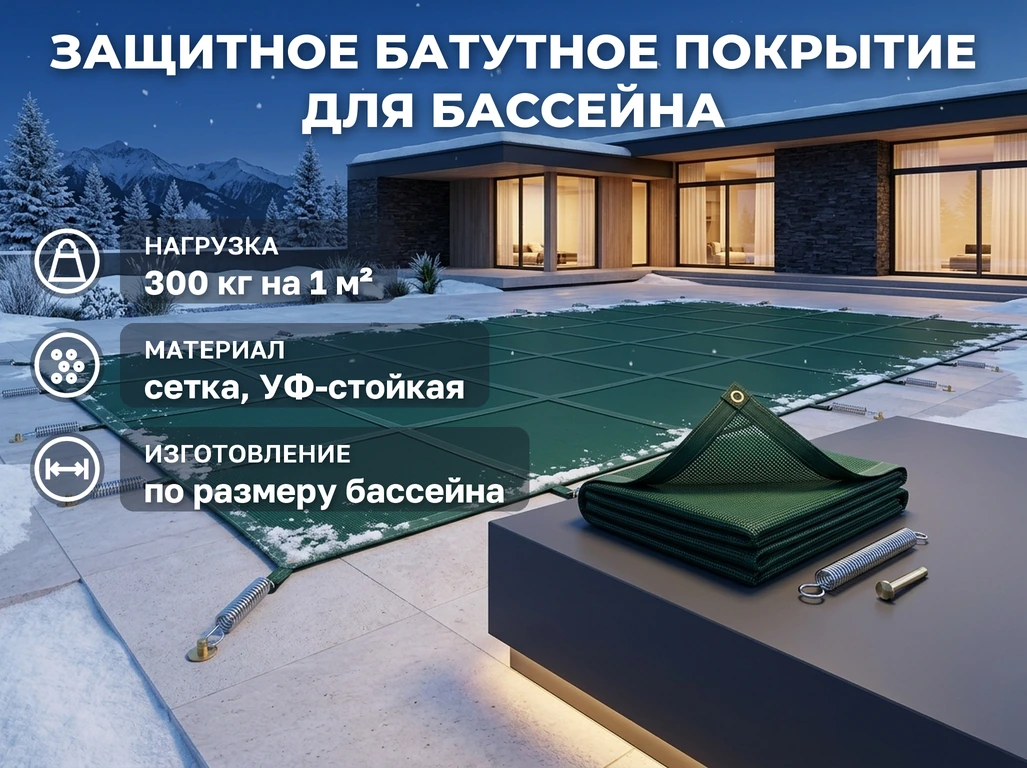 ЗАЩИТНОЕ БАТУТНОЕ ПОКРЫТИЕ
ДЛЯ БАССЕЙНА
НАГРУЗКА
300 кг на 1 м²
МАТЕРИАЛ
сетка, УФ-стойкая
ИЗГОТОВЛЕНИЕ
по размеру бассейна